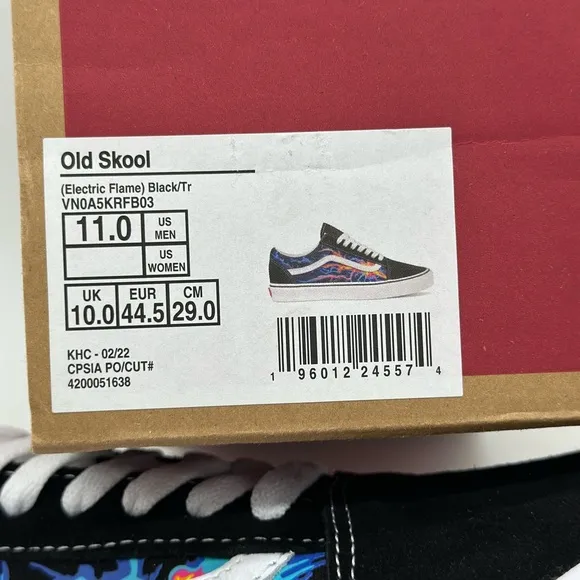 Old Skool
(Electric Flame) Black/Tr
VN0A5KRFB03
11.0 US MEN
US WOMEN
UK 10.0 EUR 44.5 CM 29.0
KHC - 02/22
CPSIA PO/CUT#
4200051638
1 96012 24557 4